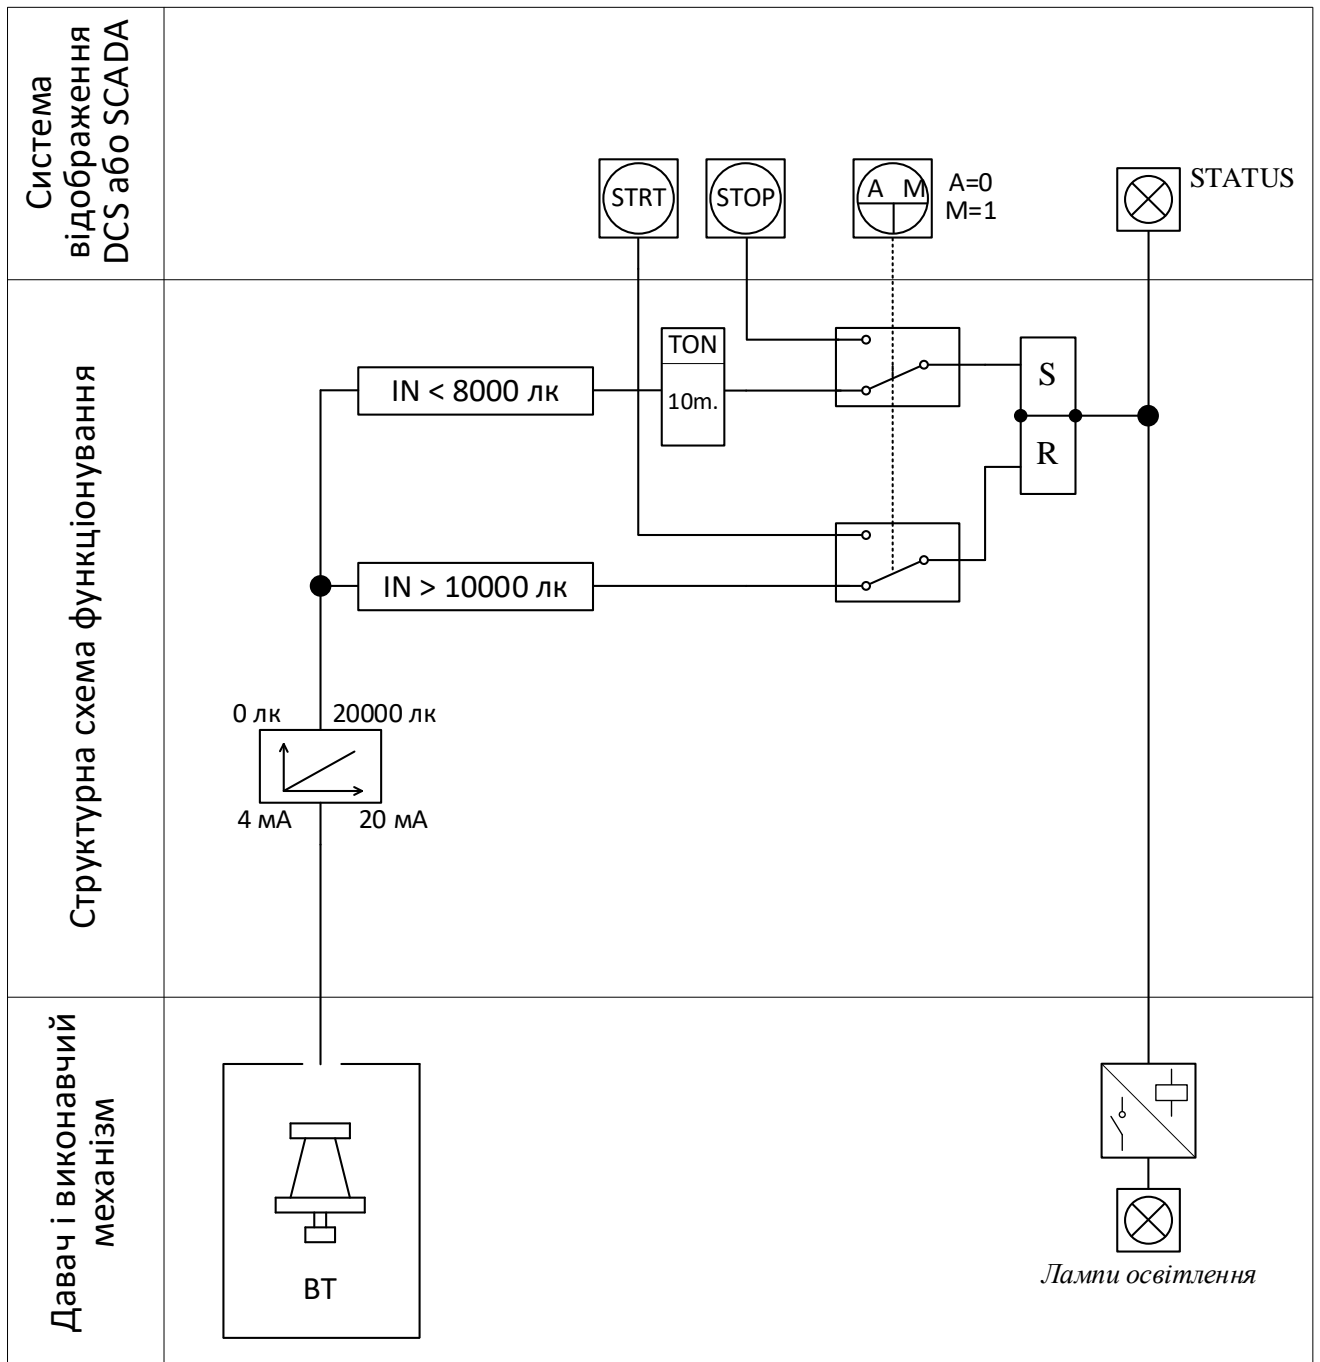 Система
відображення
DCS або SCADA
STRT
STOP
A M
A=0
M=1
STATUS
Структурна схема функціонування
IN < 8000 лк
TON
10m.
S
R
IN > 10000 лк
0 лк
20000 лк
4 мА
20 мА
Давач і виконавчий
механізм
BT
Лампи освітлення